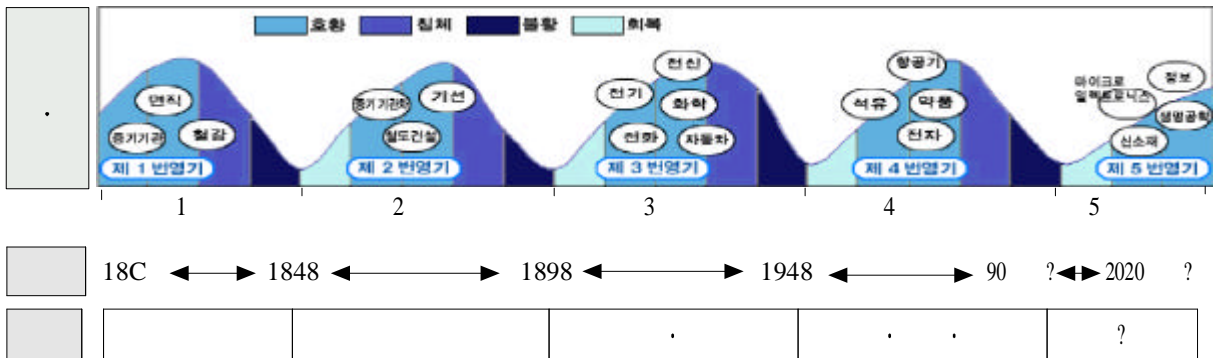 호황 침체 불황 회복
면직
증기기관
철강
제 1 번영기
증기 기관차
기선
철도건설
제 2 번영기
전신
전기
화학
전화
자동차
제 3 번영기
항공기
석유
약품
전자
제 4 번영기
정보
마이크로
일렉트로닉스
생명공학
신소재
제 5 번영기
1 2 3 4 5
18C 1848 1898 1948 90 ? 2020 ?
?